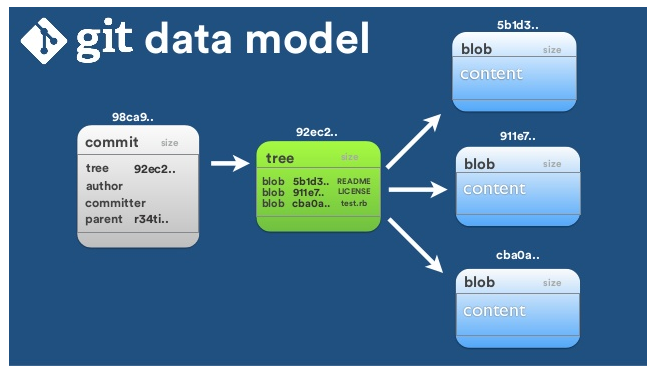 git data model
98ca9..
commit size
tree 92ec2..
author
committer
parent r34ti..
92ec2..
tree size
blob 5b1d3.. README
blob 911e7.. LICENSE
blob cba0a.. test.rb
5b1d3..
blob size
content
911e7..
blob size
content
cba0a..
blob size
content